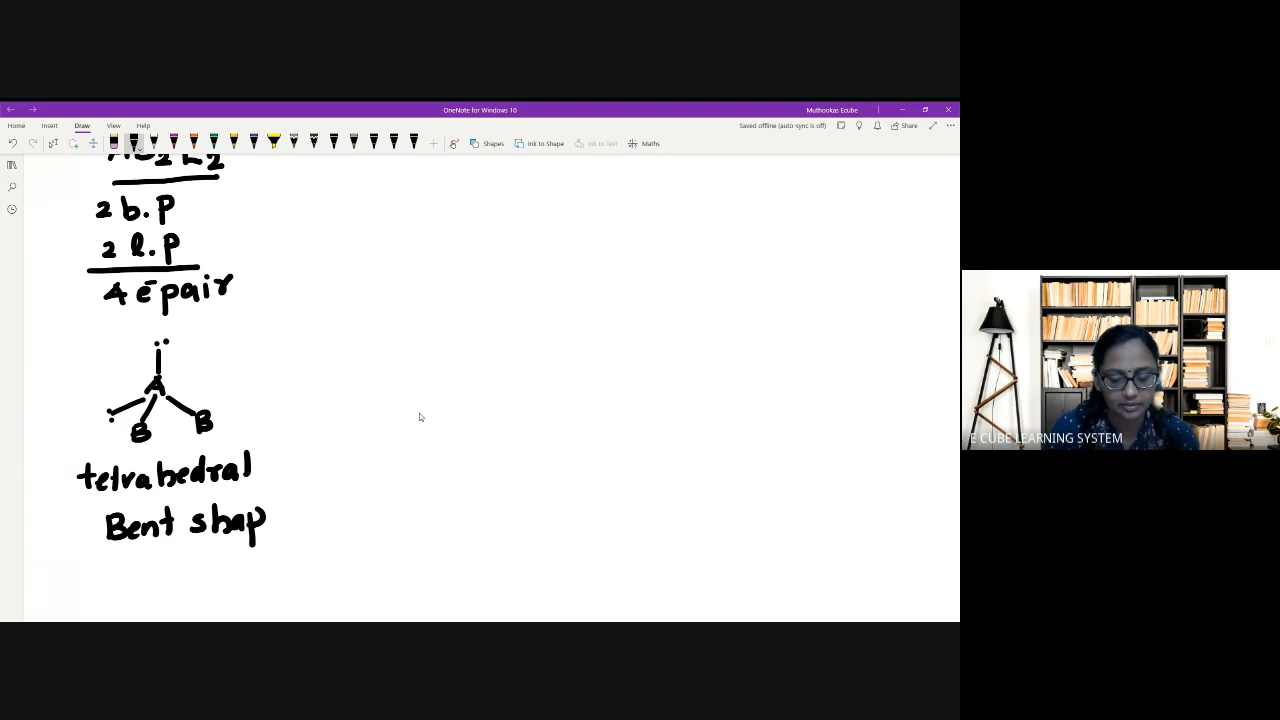 OneNote for Windows 10
Muthookas Ecube
Home Insert Draw View Help
Saved offline (auto-sync is off)
Share
Shapes
Ink to Shape
Ink to Text
Maths
AB2L2
2 b.p
2 l.p
4 e- pair
A
B B
tetrahedral
Bent shap
E CUBE LEARNING SYSTEM